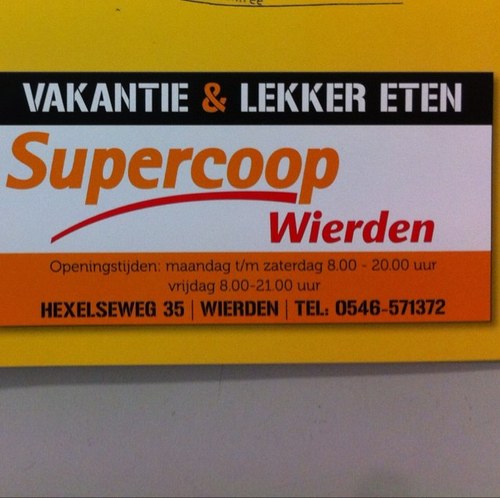 VAKANTIE & LEKKER ETEN
Supercoop
Wierden
Openingstijden: maandag t/m zaterdag 8.00 - 20.00 uur
vrijdag 8.00-21.00 uur
HEXELSEWEG 35 | WIERDEN | TEL: 0546-571372